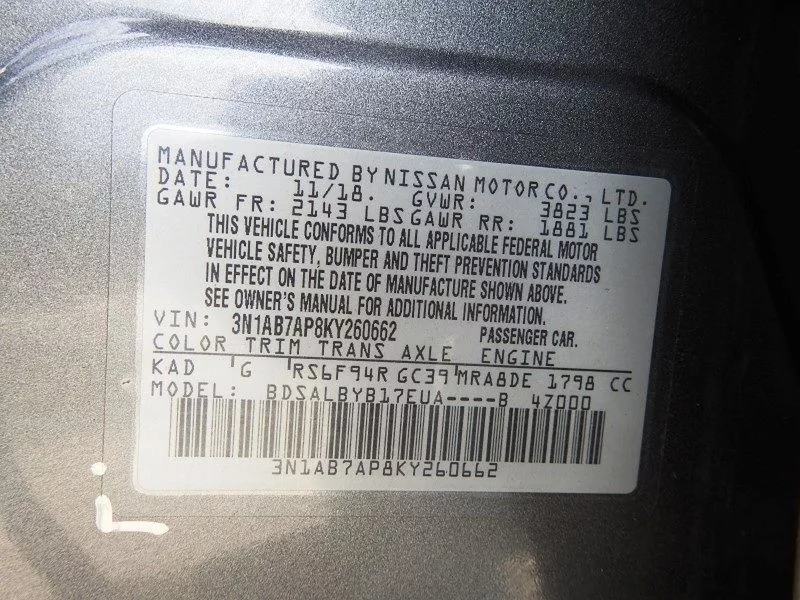 MANUFACTURED BY NISSAN MOTOR CO., LTD.
DATE: 11/18. GVWR: 3823 LBS
GAWR FR: 2143 LBS GAWR RR: 1881 LBS
THIS VEHICLE CONFORMS TO ALL APPLICABLE FEDERAL MOTOR
VEHICLE SAFETY, BUMPER AND THEFT PREVENTION STANDARDS
IN EFFECT ON THE DATE OF MANUFACTURE SHOWN ABOVE.
SEE OWNER'S MANUAL FOR ADDITIONAL INFORMATION.
VIN: 3N1AB7AP8KY260662 PASSENGER CAR.
COLOR TRIM TRANS AXLE ENGINE
KAD G RS6F94R GC39 MRA8DE 1798 CC
MODEL: BDSALBYB17EUA----B 4Z000
3N1AB7AP8KY260662